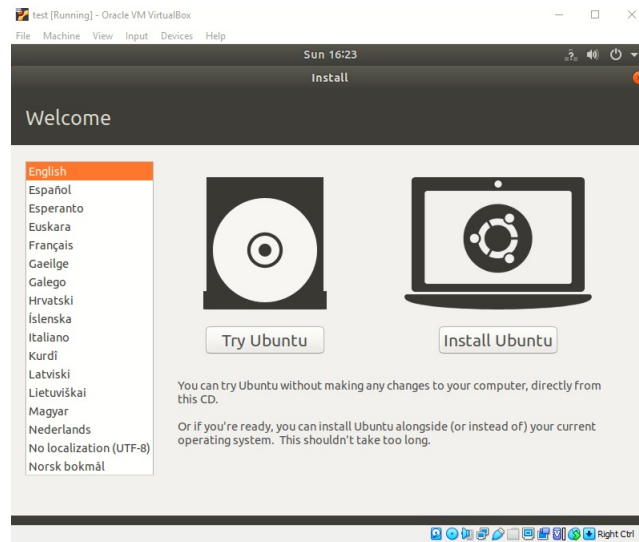 test [Running] - Oracle VM VirtualBox
File Machine View Input Devices Help
Sun 16:23
Install
Welcome
English
Español
Esperanto
Euskara
Français
Gaeilge
Galego
Hrvatski
Íslenska
Italiano
Kurdî
Latviski
Lietuviškai
Magyar
Nederlands
No localization (UTF-8)
Norsk bokmål
Try Ubuntu
Install Ubuntu
You can try Ubuntu without making any changes to your computer, directly from
this CD.
Or if you're ready, you can install Ubuntu alongside (or instead of) your current
operating system. This shouldn't take too long.
Right Ctrl